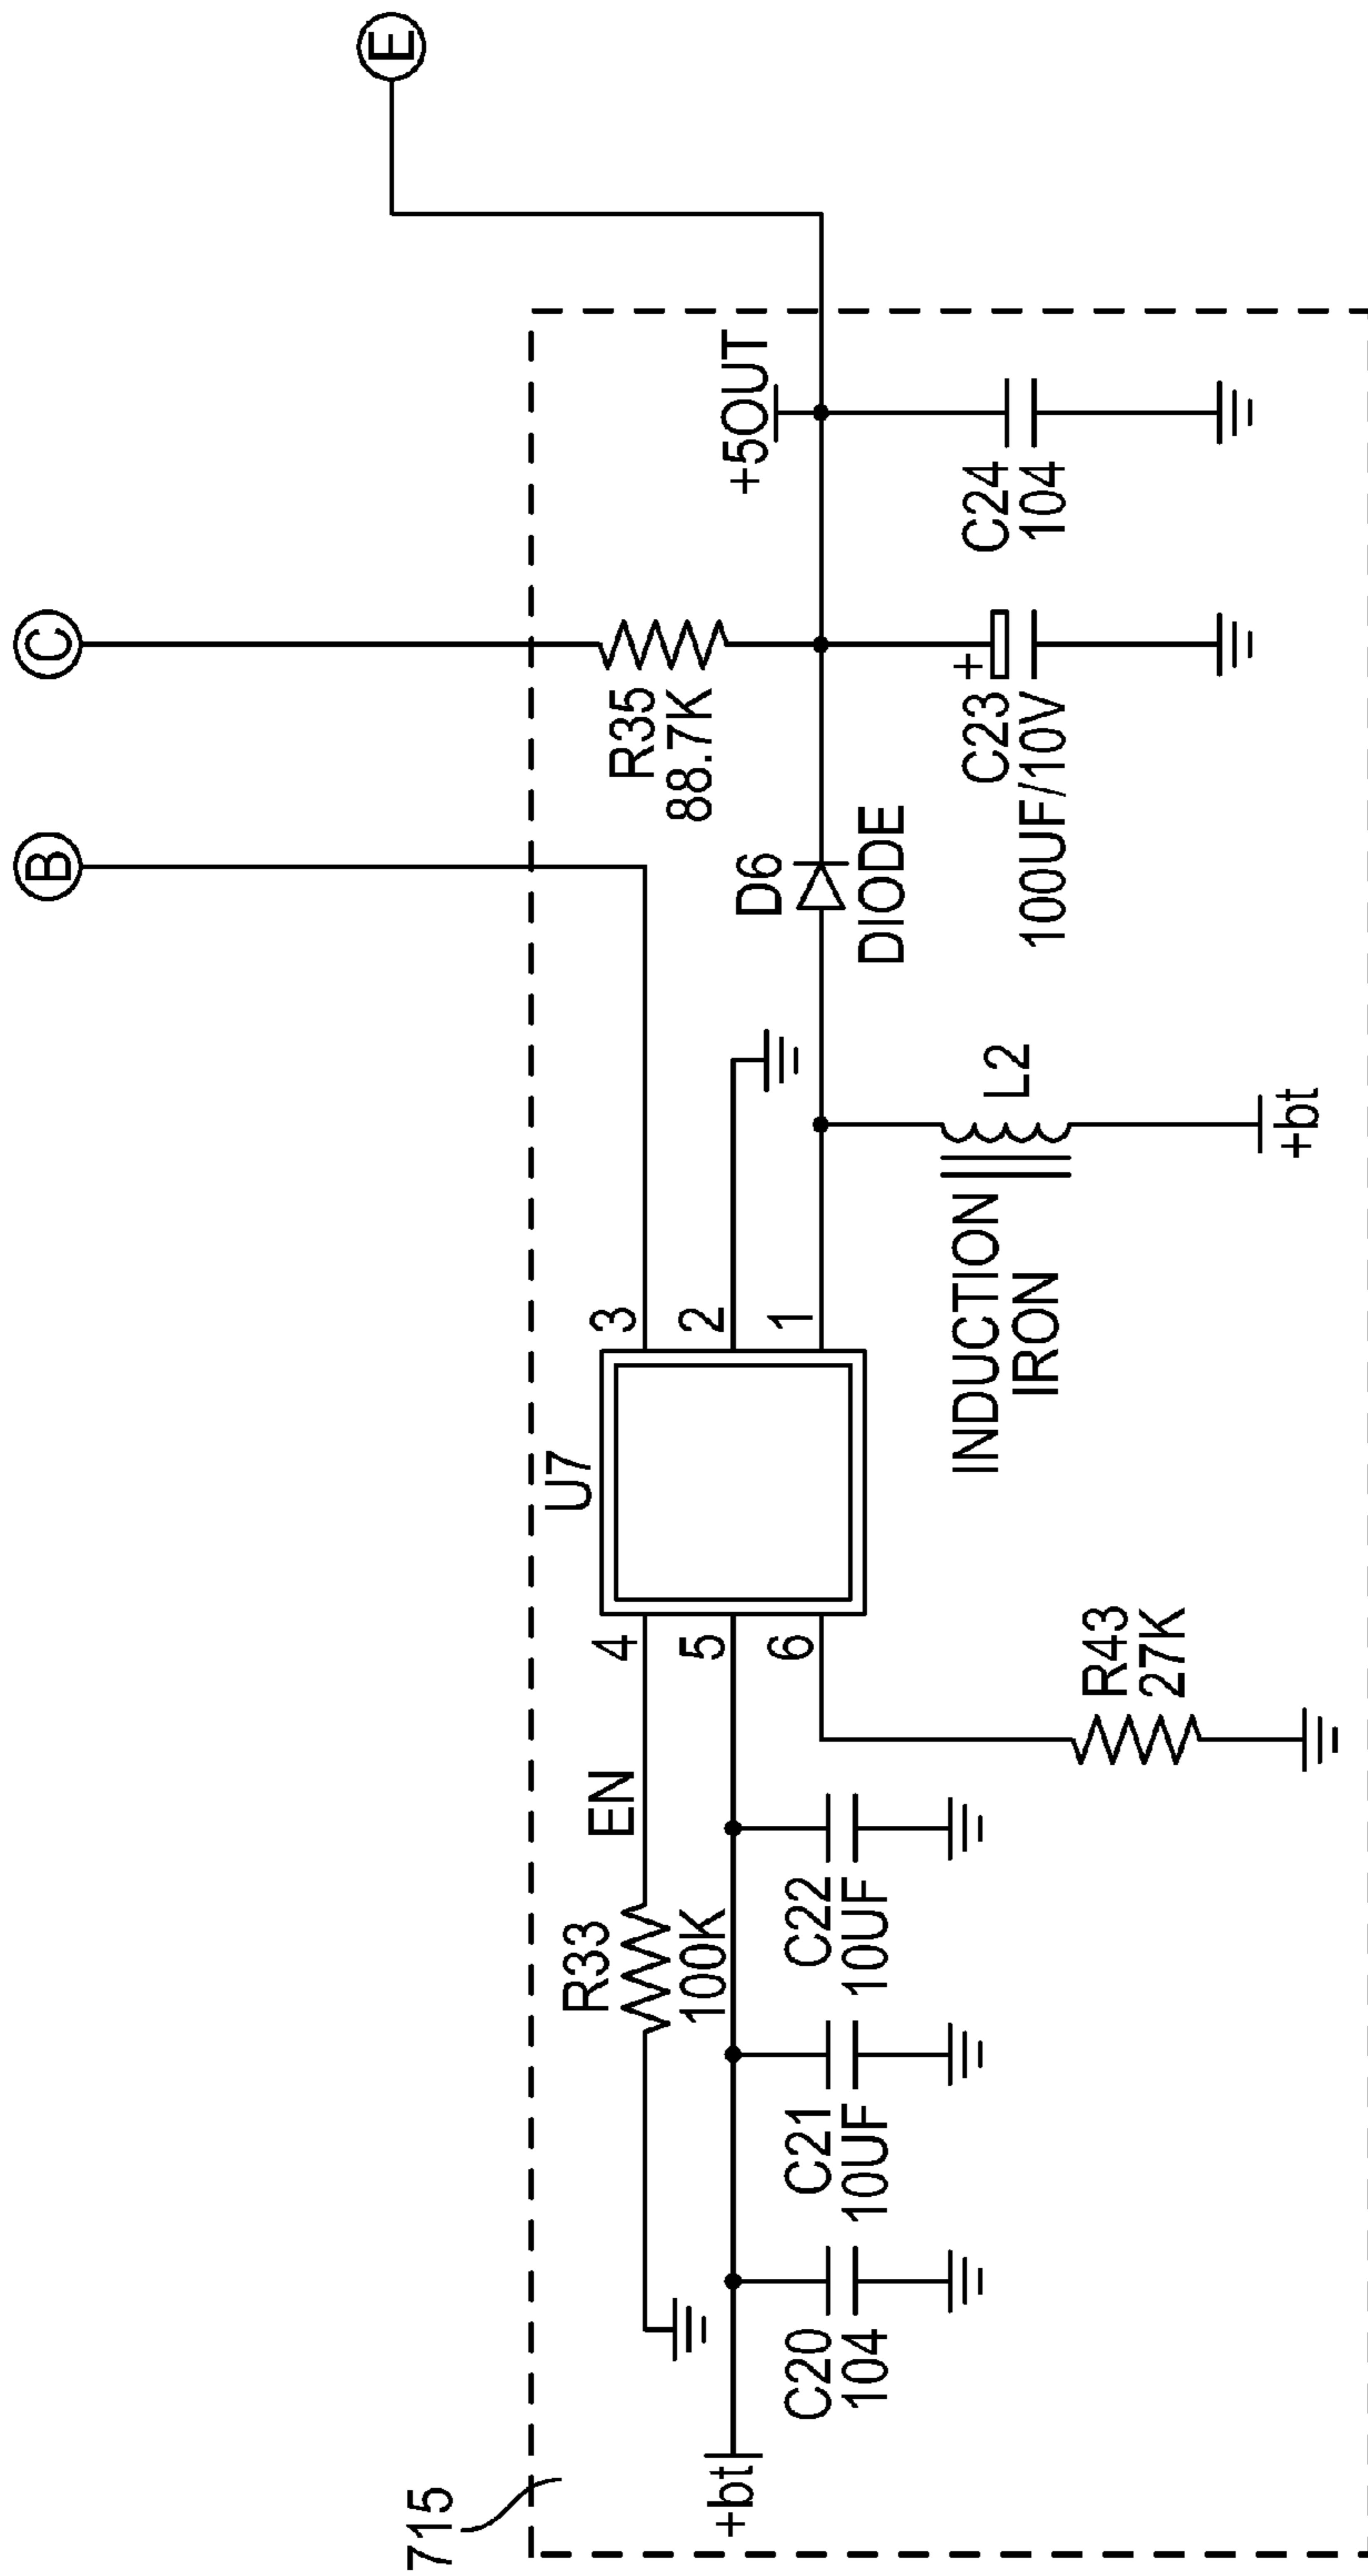 715
B
C
E
U7
R33
100K
EN
4
5
6
3
2
1
+bt
C20
104
C21
10UF
C22
10UF
R43
27K
INDUCTION
IRON
L2
+bt
D6
DIODE
R35
88.7K
+5OUT
C23
+
100UF/10V
C24
104